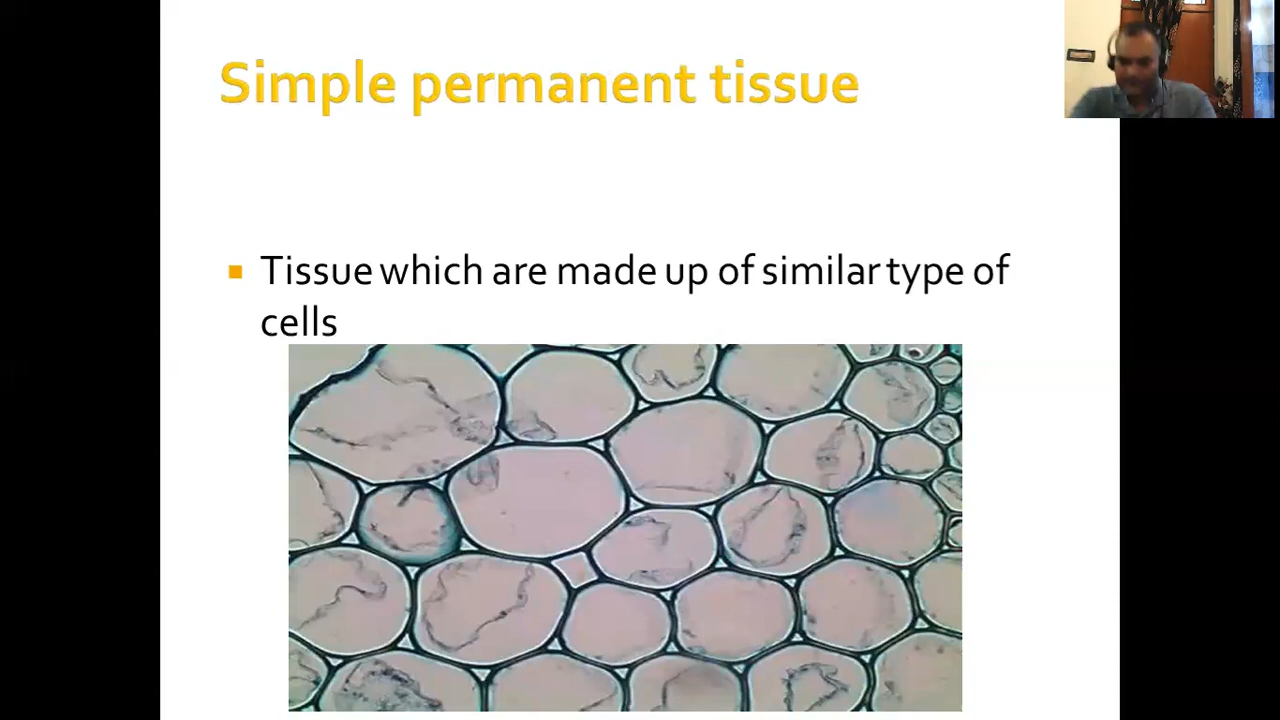 Simple permanent tissue
Tissue which are made up of similar type of
cells